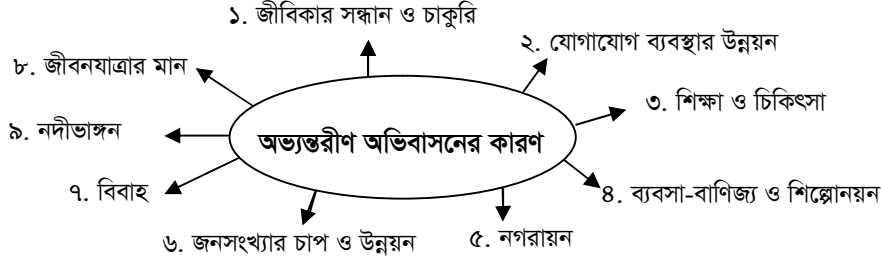 ১. জীবিকার সন্ধান ও চাকুরি
২. যোগাযোগ ব্যবস্থার উন্নয়ন
৮. জীবনযাত্রার মান
৩. শিক্ষা ও চিকিৎসা
৯. নদীভাঙ্গন
অভ্যন্তরীণ অভিবাসনের কারণ
৭. বিবাহ
৪. ব্যবসা-বাণিজ্য ও শিল্পোনয়ন
৬. জনসংখ্যার চাপ ও উন্নয়ন
৫. নগরায়ন